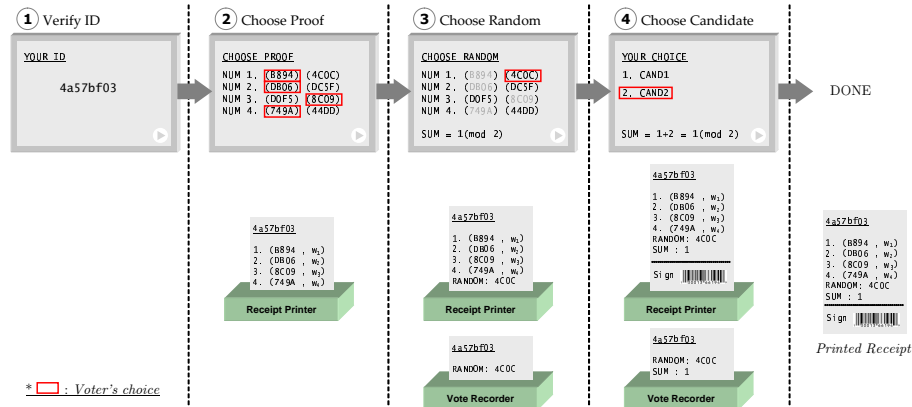 1 Verify ID
YOUR ID
4a57bf03
2 Choose Proof
CHOOSE PROOF
NUM 1. (B894) (4C0C)
NUM 2. (DB06) (DC5F)
NUM 3. (D0F5) (8C09)
NUM 4. (749A) (44DD)
3 Choose Random
CHOOSE RANDOM
NUM 1. (B894) (4C0C)
NUM 2. (DB06) (DC5F)
NUM 3. (D0F5) (8C09)
NUM 4. (749A) (44DD)
SUM = 1(mod 2)
4 Choose Candidate
YOUR CHOICE
1. CAND1
2. CAND2
SUM = 1+2 = 1(mod 2)
DONE
4a57bf03
1. (B894 , w₁)
2. (DB06 , w₂)
3. (8C09 , w₃)
4. (749A , w₄)
Receipt Printer
4a57bf03
1. (B894 , w₁)
2. (DB06 , w₂)
3. (8C09 , w₃)
4. (749A , w₄)
RANDOM: 4C0C
Receipt Printer
4a57bf03
RANDOM: 4C0C
Vote Recorder
4a57bf03
1. (B894 , w₁)
2. (DB06 , w₂)
3. (8C09 , w₃)
4. (749A , w₄)
RANDOM: 4C0C
SUM : 1
Sign
Receipt Printer
4a57bf03
RANDOM: 4C0C
SUM : 1
Vote Recorder
4a57bf03
1. (B894 , w₁)
2. (DB06 , w₂)
3. (8C09 , w₃)
4. (749A , w₄)
RANDOM: 4C0C
SUM : 1
Sign
Printed Receipt
* : Voter's choice